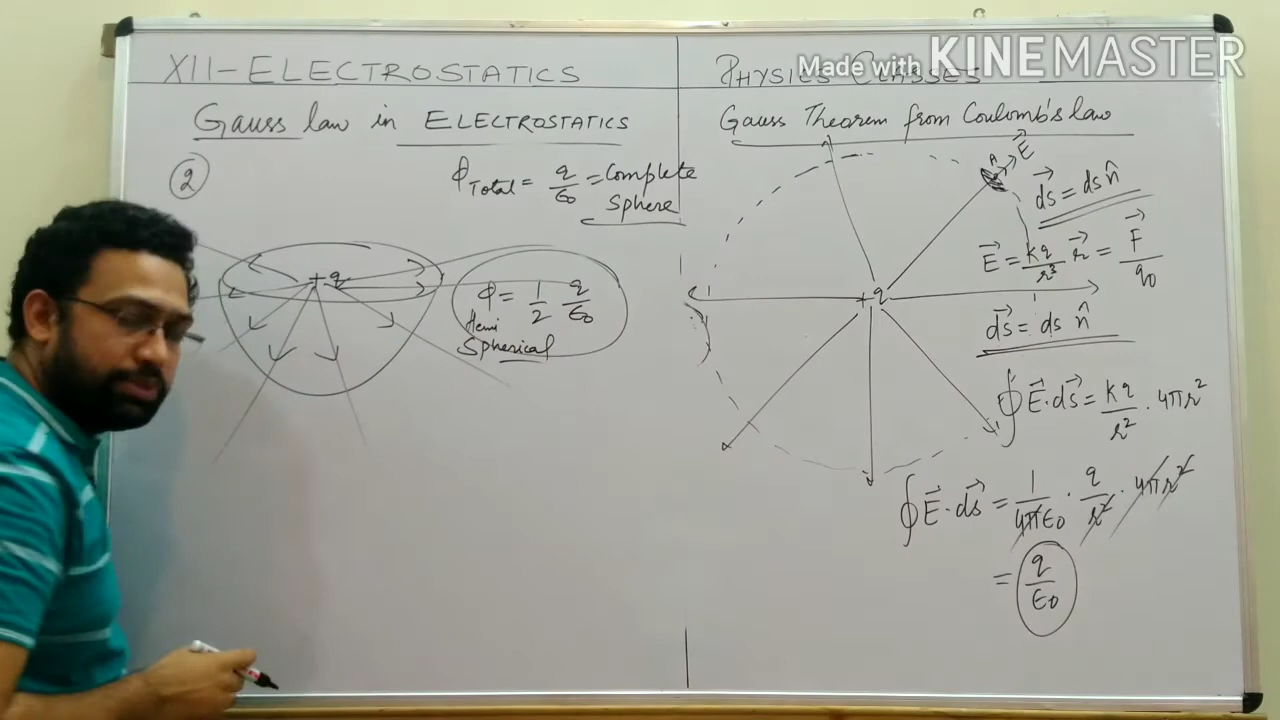 XII-ELECTROSTATICS
Gauss law in ELECTROSTATICS
②
ϕTotal = q/ε0 = Complete
Sphere
+q
ϕ = 1/2 q/ε0
Hemi
Spherical
PHYSICS CLASSES
Made with KINEMASTER
Gauss Theorem from Coulomb's law
A
E⃗
ds⃗ = ds n̂
E⃗ = kq/r³ r⃗ = F⃗/q0
+q
ds⃗ = ds n̂
∮E⃗·ds⃗ = kq/r² · 4πr²
∮E⃗·ds⃗ = 1/4πε0 · q/r² · 4πr²
= q/ε0